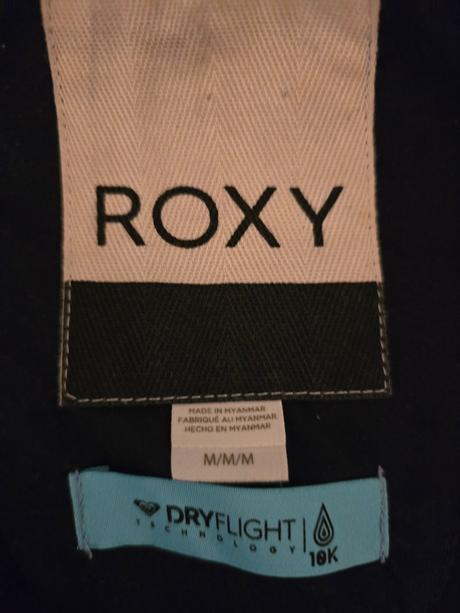 ROXY
MADE IN MYANMAR
FABRIQUÉ AU MYANMAR
HECHO EN MYANMAR
M/M/M
DRYFLIGHT
TECHNOLOGY
10K